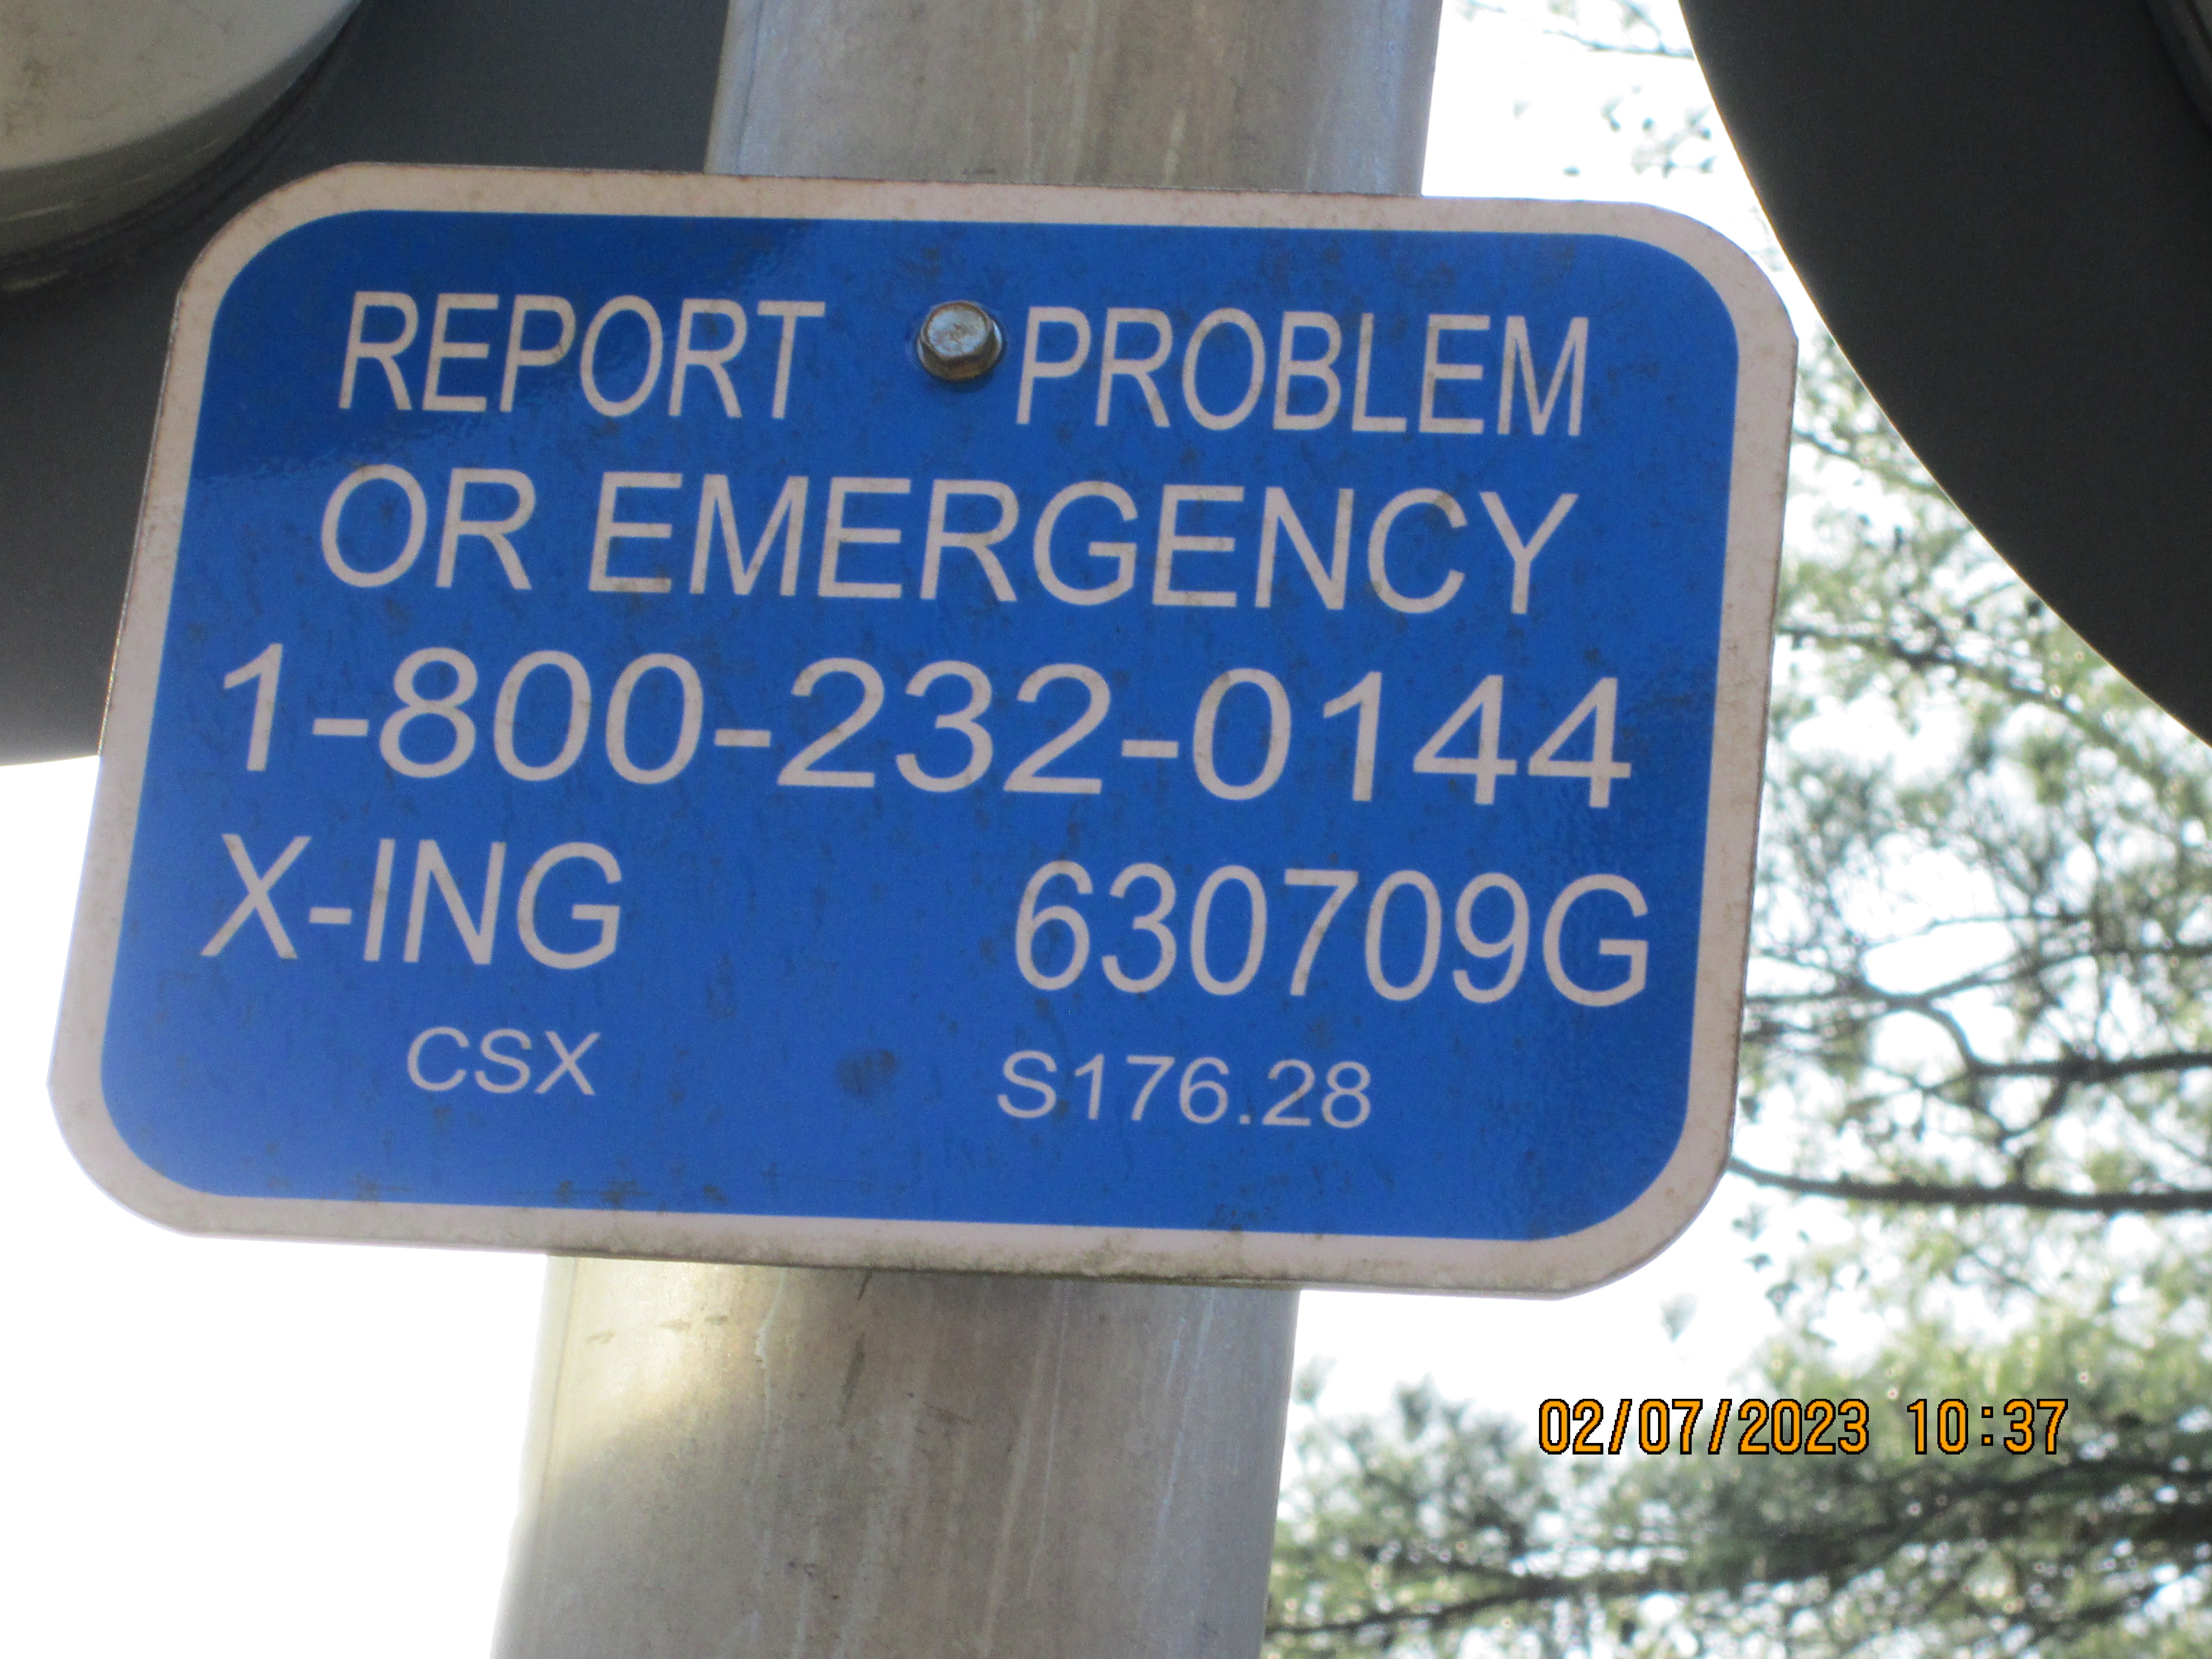 REPORT PROBLEM
OR EMERGENCY
1-800-232-0144
X-ING 630709G
CSX S176.28
02/07/2023 10:37